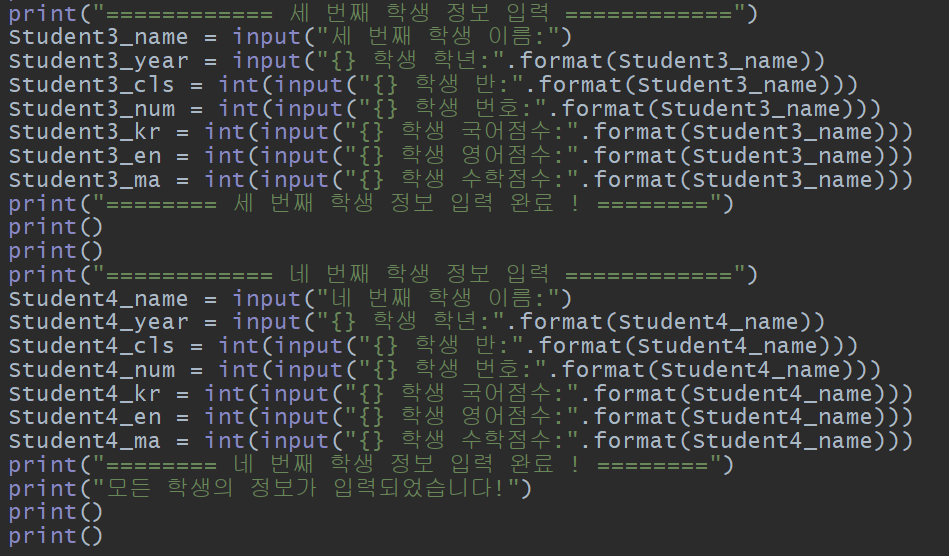 print("============ 세 번째 학생 정보 입력 ============")
Student3_name = input("세 번째 학생 이름:")
Student3_year = input("{} 학생 학년:".format(Student3_name))
Student3_cls = int(input("{} 학생 반:".format(Student3_name)))
Student3_num = int(input("{} 학생 번호:".format(Student3_name)))
Student3_kr = int(input("{} 학생 국어점수:".format(Student3_name)))
Student3_en = int(input("{} 학생 영어점수:".format(Student3_name)))
Student3_ma = int(input("{} 학생 수학점수:".format(Student3_name)))
print("======== 세 번째 학생 정보 입력 완료 ! ========")
print()
print()
print("============ 네 번째 학생 정보 입력 ============")
Student4_name = input("네 번째 학생 이름:")
Student4_year = input("{} 학생 학년:".format(Student4_name))
Student4_cls = int(input("{} 학생 반:".format(Student4_name)))
Student4_num = int(input("{} 학생 번호:".format(Student4_name)))
Student4_kr = int(input("{} 학생 국어점수:".format(Student4_name)))
Student4_en = int(input("{} 학생 영어점수:".format(Student4_name)))
Student4_ma = int(input("{} 학생 수학점수:".format(Student4_name)))
print("======== 네 번째 학생 정보 입력 완료 ! ========")
print("모든 학생의 정보가 입력되었습니다!")
print()
print()